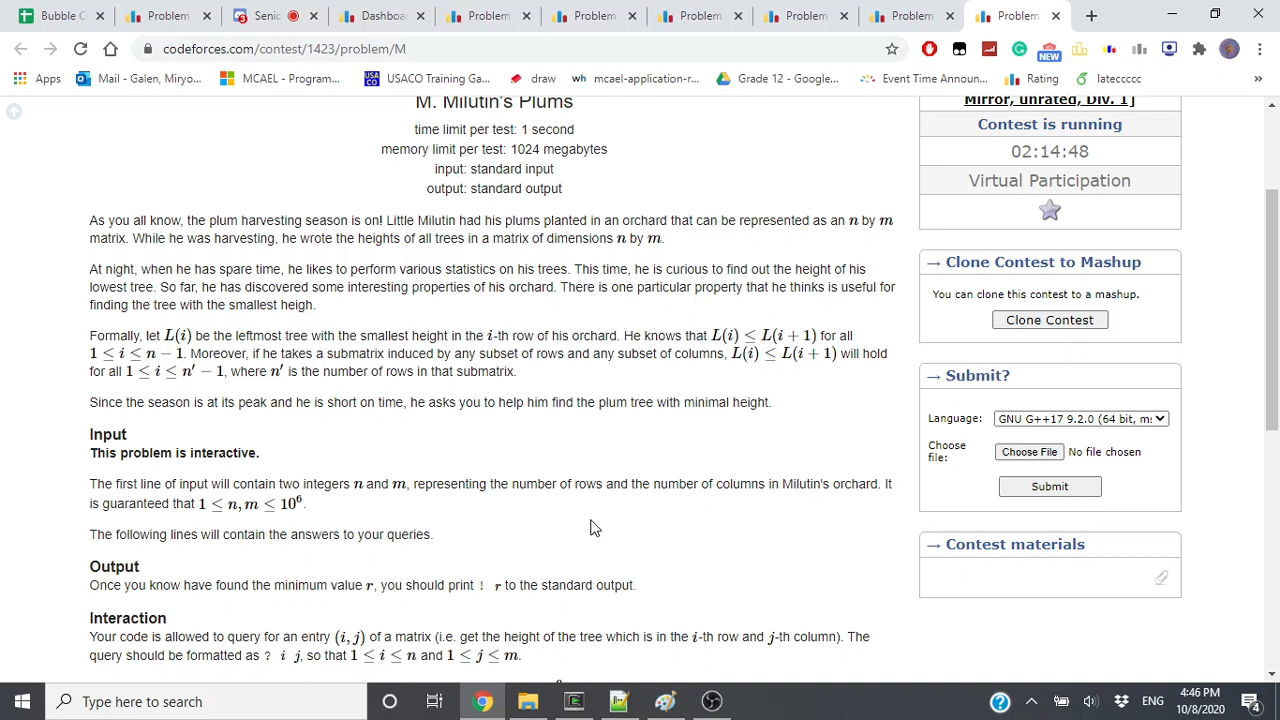 Bubble C
Problem
Senic
Dashboa
Problem
Problem
Problem
Problem
Problem
Problem
codeforces.com/contest/1423/problem/M
NEW
Apps
Mail - Galen, Miryo...
MCAEL - Program...
USACO Training Ga...
draw
wh mcael-application-r...
Grade 12 - Google...
Event Time Announ...
Rating
lateccccc
»
M. Milutin's Plums
time limit per test: 1 second
memory limit per test: 1024 megabytes
input: standard input
output: standard output
As you all know, the plum harvesting season is on! Little Milutin had his plums planted in an orchard that can be represented as an n by m
matrix. While he was harvesting, he wrote the heights of all trees in a matrix of dimensions n by m.
At night, when he has spare time, he likes to perform various statistics on his trees. This time, he is curious to find out the height of his
lowest tree. So far, he has discovered some interesting properties of his orchard. There is one particular property that he thinks is useful for
finding the tree with the smallest heigh.
Formally, let L(i) be the leftmost tree with the smallest height in the i-th row of his orchard. He knows that L(i) ≤ L(i + 1) for all
1 ≤ i ≤ n − 1. Moreover, if he takes a submatrix induced by any subset of rows and any subset of columns, L(i) ≤ L(i + 1) will hold
for all 1 ≤ i ≤ n′ − 1, where n′ is the number of rows in that submatrix.
Since the season is at its peak and he is short on time, he asks you to help him find the plum tree with minimal height.
Input
This problem is interactive.
The first line of input will contain two integers n and m, representing the number of rows and the number of columns in Milutin's orchard. It
is guaranteed that 1 ≤ n, m ≤ 10⁶.
The following lines will contain the answers to your queries.
Output
Once you know have found the minimum value r, you should print ! r to the standard output.
Interaction
Your code is allowed to query for an entry (i, j) of a matrix (i.e. get the height of the tree which is in the i-th row and j-th column). The
query should be formatted as ? i j, so that 1 ≤ i ≤ n and 1 ≤ j ≤ m.
Mirror, unrated, Div. 1]
Contest is running
02:14:48
Virtual Participation
→ Clone Contest to Mashup
You can clone this contest to a mashup.
Clone Contest
→ Submit?
Language: GNU G++17 9.2.0 (64 bit, ms
Choose
file:
Choose File No file chosen
Submit
→ Contest materials
Type here to search
ENG
4:46 PM
10/8/2020
4